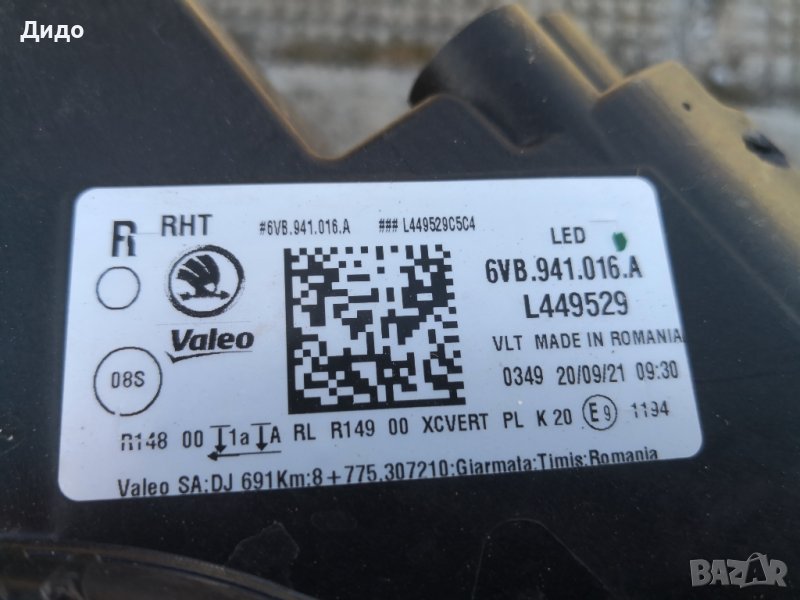 Дидо
R RHT #6VB.941.016.A ### L449529C5C4
LED
6VB.941.016.A
L449529
Valeo
VLT MADE IN ROMANIA
08S
0349 20/09/21 09:30
R148 00 1a A RL R149 00 XCVERT PL K 20 E9 1194
Valeo SA:DJ 691Km:8+775.307210:Giarmata:Timis:Romania
BAZAR